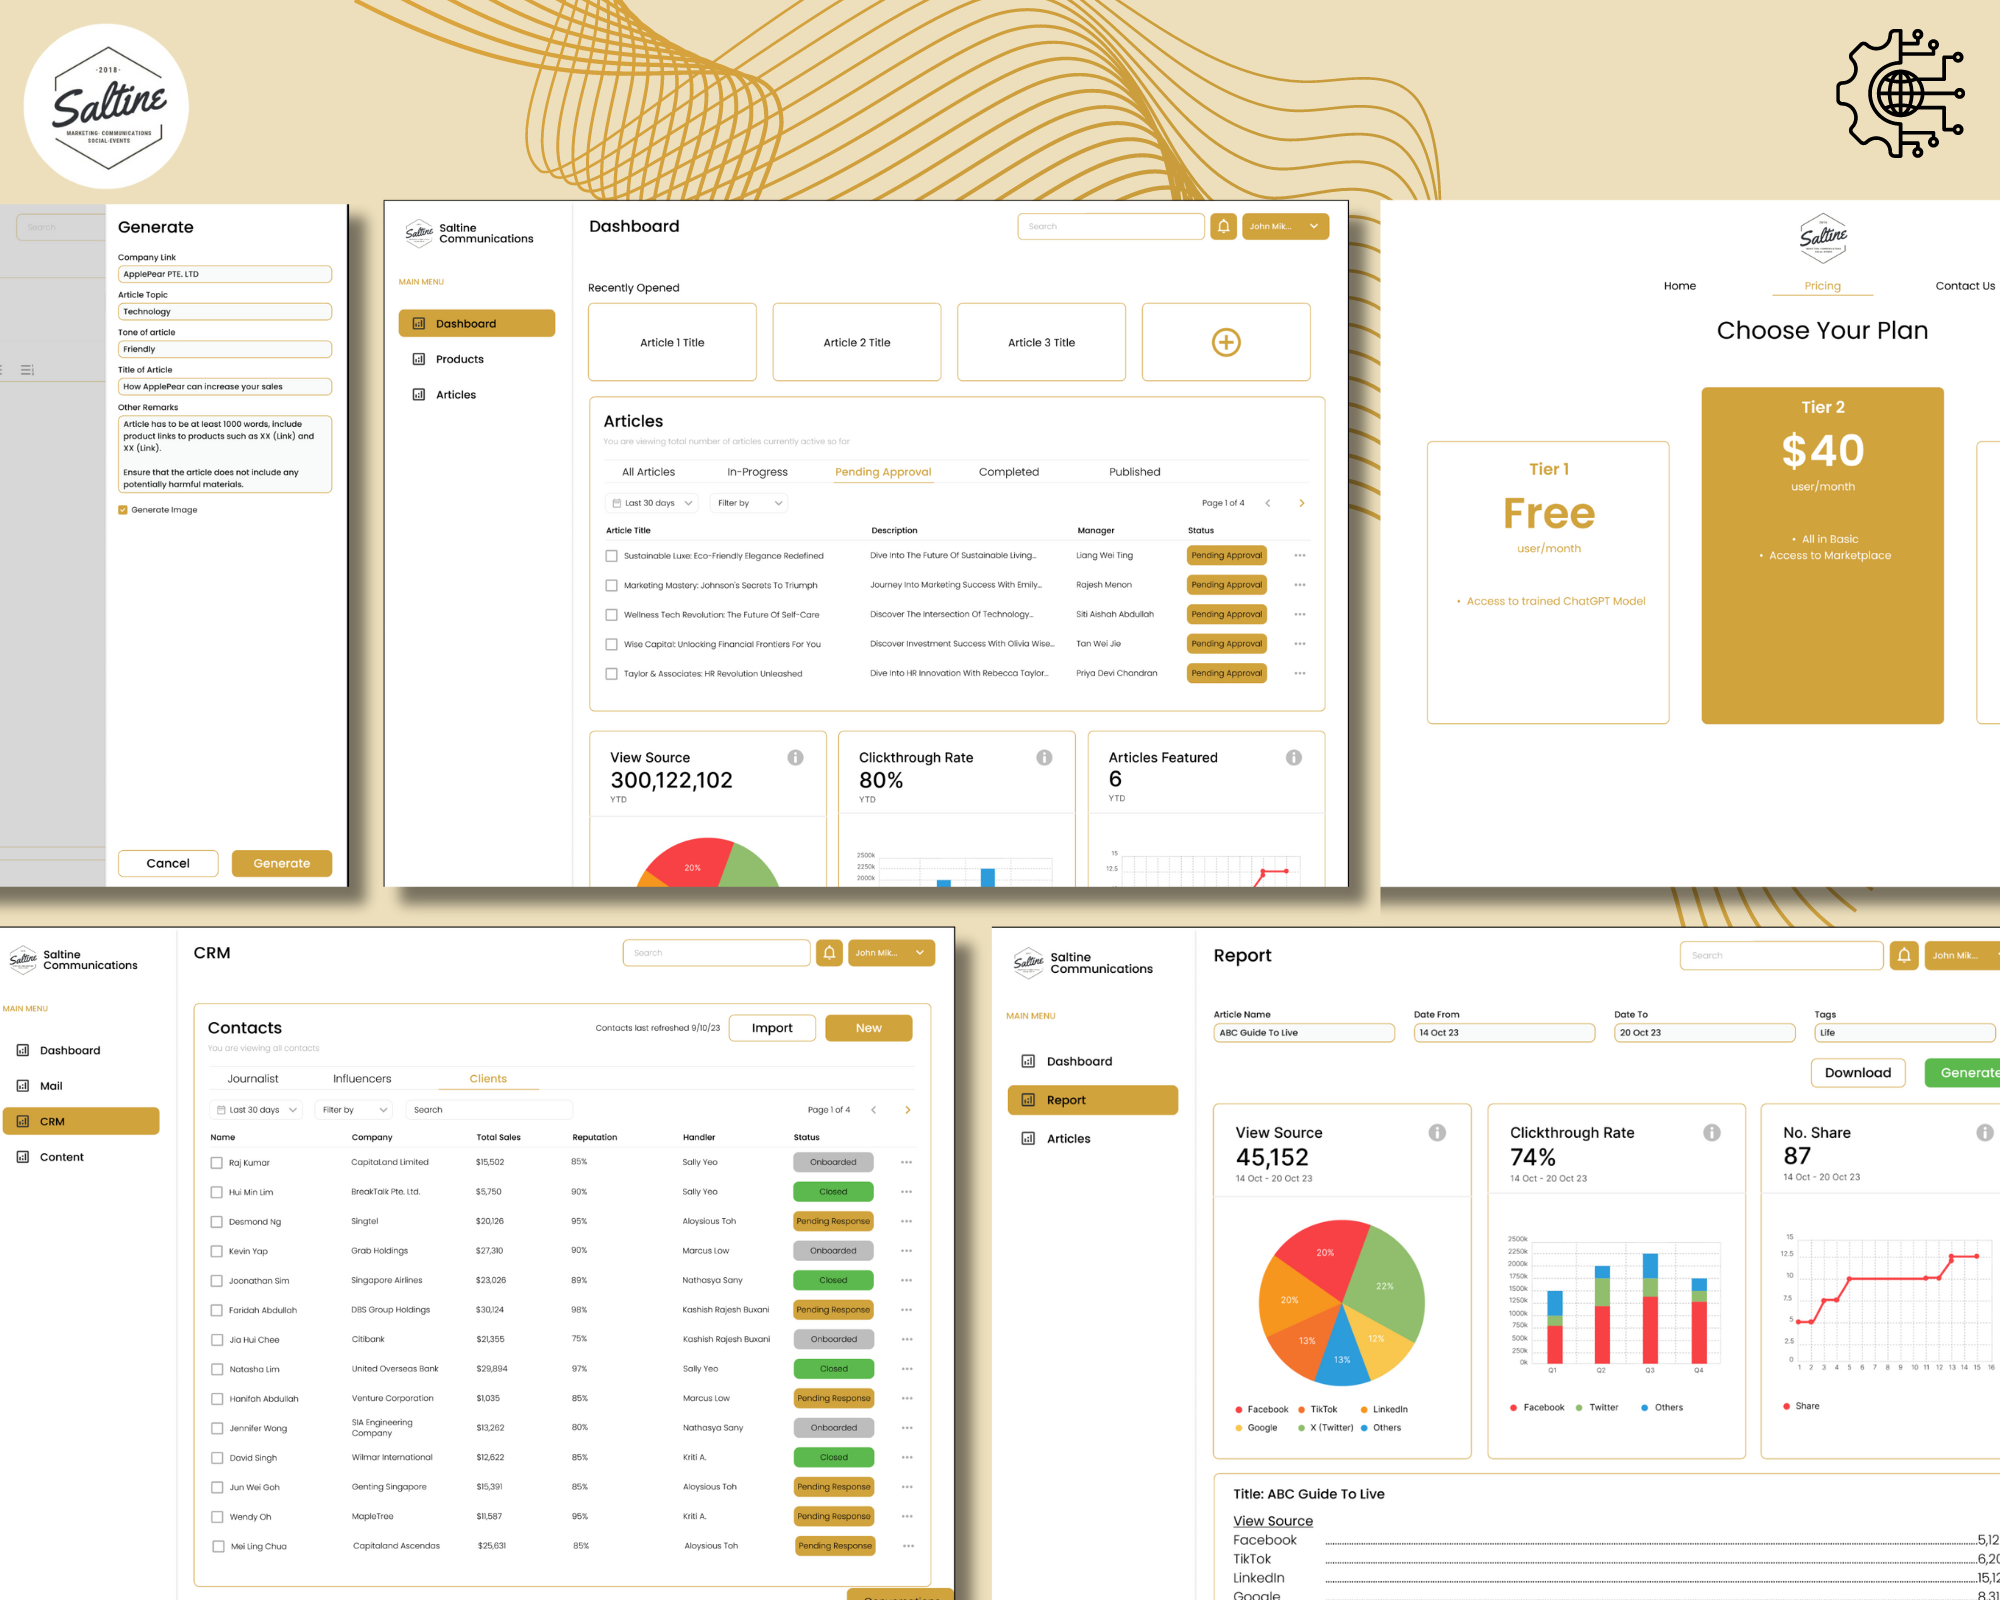 ·2018·
Saltine
MARKETING· COMMUNICATIONS
SOCIAL·EVENTS
Search
Generate
Company Link
ApplePear PTE. LTD
Article Topic
Technology
Tone of article
Friendly
Title of Article
How ApplePear can increase your sales
Other Remarks
Article has to be at least 1000 words, include
product links to products such as XX (Link) and
XX (Link).
Ensure that the article does not include any
potentially harmful materials.
Generate Image
Cancel
Generate
Saltine
Saltine
Communications
Dashboard
Search
John Mik...
MAIN MENU
Dashboard
Products
Articles
Recently Opened
Article 1 Title
Article 2 Title
Article 3 Title
Articles
You are viewing total number of articles currently active so far
All Articles
In-Progress
Pending Approval
Completed
Published
Last 30 days
Filter by
Page 1 of 4
Article Title Description Manager Status
Sustainable Luxe: Eco-Friendly Elegance Redefined Dive Into The Future Of Sustainable Living... Liang Wei Ting Pending Approval
Marketing Mastery: Johnson's Secrets To Triumph Journey Into Marketing Success With Emily... Rajesh Menon Pending Approval
Wellness Tech Revolution: The Future Of Self-Care Discover The Intersection Of Technology... Siti Aishah Abdullah Pending Approval
Wise Capital: Unlocking Financial Frontiers For You Discover Investment Success With Olivia Wise... Tan Wei Jie Pending Approval
Taylor & Associates: HR Revolution Unleashed Dive Into HR Innovation With Rebecca Taylor... Priya Devi Chandran Pending Approval
View Source
300,122,102
YTD
20%
Clickthrough Rate
80%
YTD
2500k
2250k
2000k
Articles Featured
6
YTD
15
12.5
Saltine
Home
Pricing
Contact Us
Choose Your Plan
Tier 1
Free
user/month
• Access to trained ChatGPT Model
Tier 2
$40
user/month
• All in Basic
• Access to Marketplace
Saltine
Saltine
Communications
CRM
Search
John Mik...
MAIN MENU
Dashboard
Mail
CRM
Content
Contacts
You are viewing all contacts
Contacts last refreshed 9/10/23
Import
New
Journalist
Influencers
Clients
Last 30 days
Filter by
Search
Page 1 of 4
Name Company Total Sales Reputation Handler Status
Raj Kumar CapitaLand Limited $15,502 85% Sally Yeo Onboarded
Hui Min Lim BreakTalk Pte. Ltd. $5,750 90% Sally Yeo Closed
Desmond Ng Singtel $20,126 95% Aloysious Toh Pending Response
Kevin Yap Grab Holdings $27,310 90% Marcus Low Onboarded
Joonathan Sim Singapore Airlines $23,026 89% Nathasya Sany Closed
Faridah Abdullah DBS Group Holdings $30,124 98% Kashish Rajesh Buxani Pending Response
Jia Hui Chee Citibank $21,355 75% Kashish Rajesh Buxani Onboarded
Natasha Lim United Overseas Bank $29,894 97% Sally Yeo Closed
Hanifah Abdullah Venture Corporation $1,035 85% Marcus Low Pending Response
Jennifer Wong SIA Engineering Company $13,262 80% Nathasya Sany Onboarded
David Singh Wilmar International $12,622 85% Kriti A. Closed
Jun Wei Goh Genting Singapore $15,391 85% Aloysious Toh Pending Response
Wendy Oh MapleTree $11,587 95% Kriti A. Pending Response
Mei Ling Chua Capitaland Ascendas $25,631 85% Aloysious Toh Pending Response
Saltine
Saltine
Communications
Report
Search
John Mik...
MAIN MENU
Dashboard
Report
Articles
Article Name
ABC Guide To Live
Date From
14 Oct 23
Date To
20 Oct 23
Tags
Life
Download
Generate
View Source
45,152
14 Oct - 20 Oct 23
20%
22%
20%
12%
13%
13%
Facebook TikTok LinkedIn
Google X (Twitter) Others
Clickthrough Rate
74%
14 Oct - 20 Oct 23
2500k
2250k
2000k
1750k
1500k
1250k
1000k
750k
500k
250k
0k
Q1 Q2 Q3 Q4
Facebook Twitter Others
No. Share
87
14 Oct - 20 Oct 23
15
12.5
10
7.5
5
2.5
0
1 2 3 4 5 6 7 8 9 10 11 12 13 14 15 16
Share
Title: ABC Guide To Live
View Source
Facebook 5,12
TikTok 6,20
LinkedIn 15,12
Google 8,31